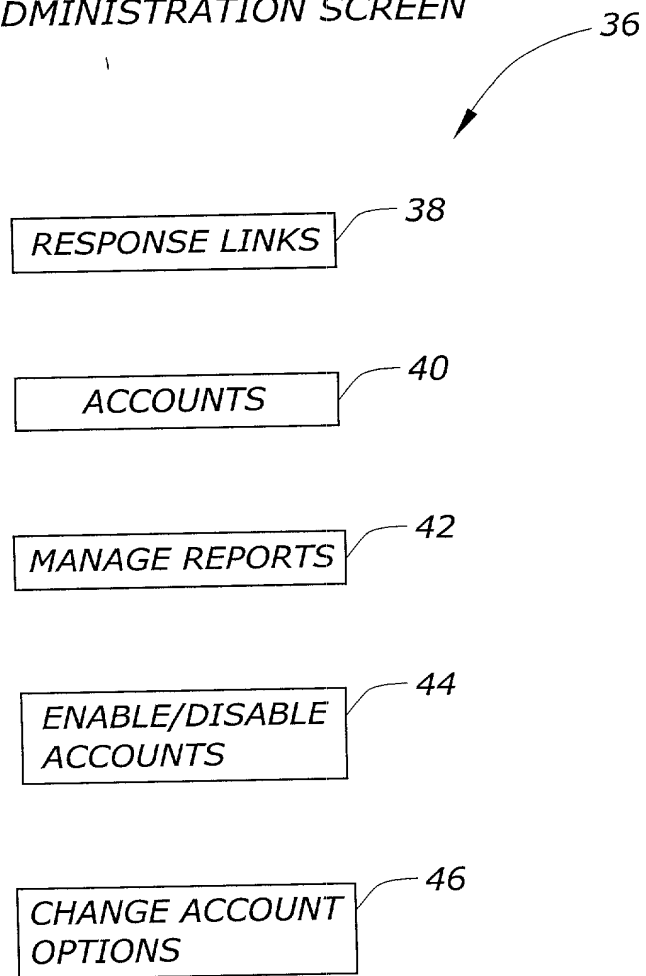 DMINISTRATION SCREEN
36
RESPONSE LINKS
38
ACCOUNTS
40
MANAGE REPORTS
42
ENABLE/DISABLE
ACCOUNTS
44
CHANGE ACCOUNT
OPTIONS
46